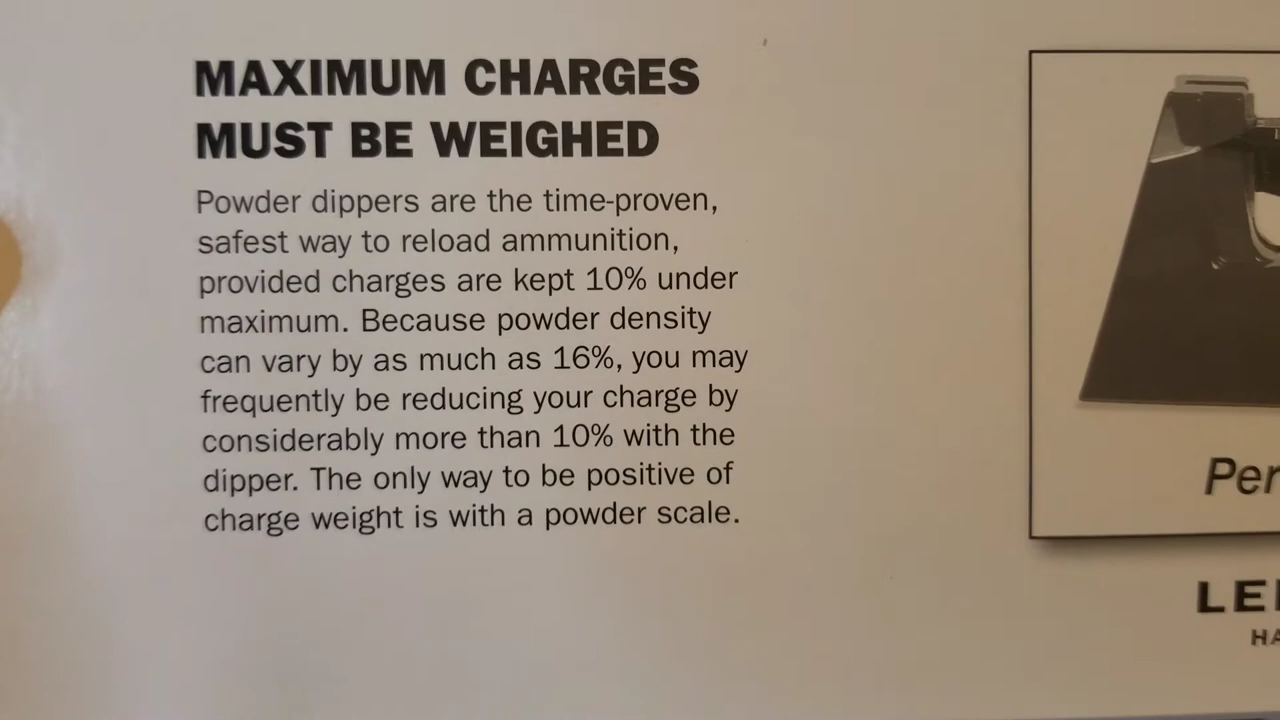 MAXIMUM CHARGES
MUST BE WEIGHED
Powder dippers are the time-proven,
safest way to reload ammunition,
provided charges are kept 10% under
maximum. Because powder density
can vary by as much as 16%, you may
frequently be reducing your charge by
considerably more than 10% with the
dipper. The only way to be positive of
charge weight is with a powder scale.